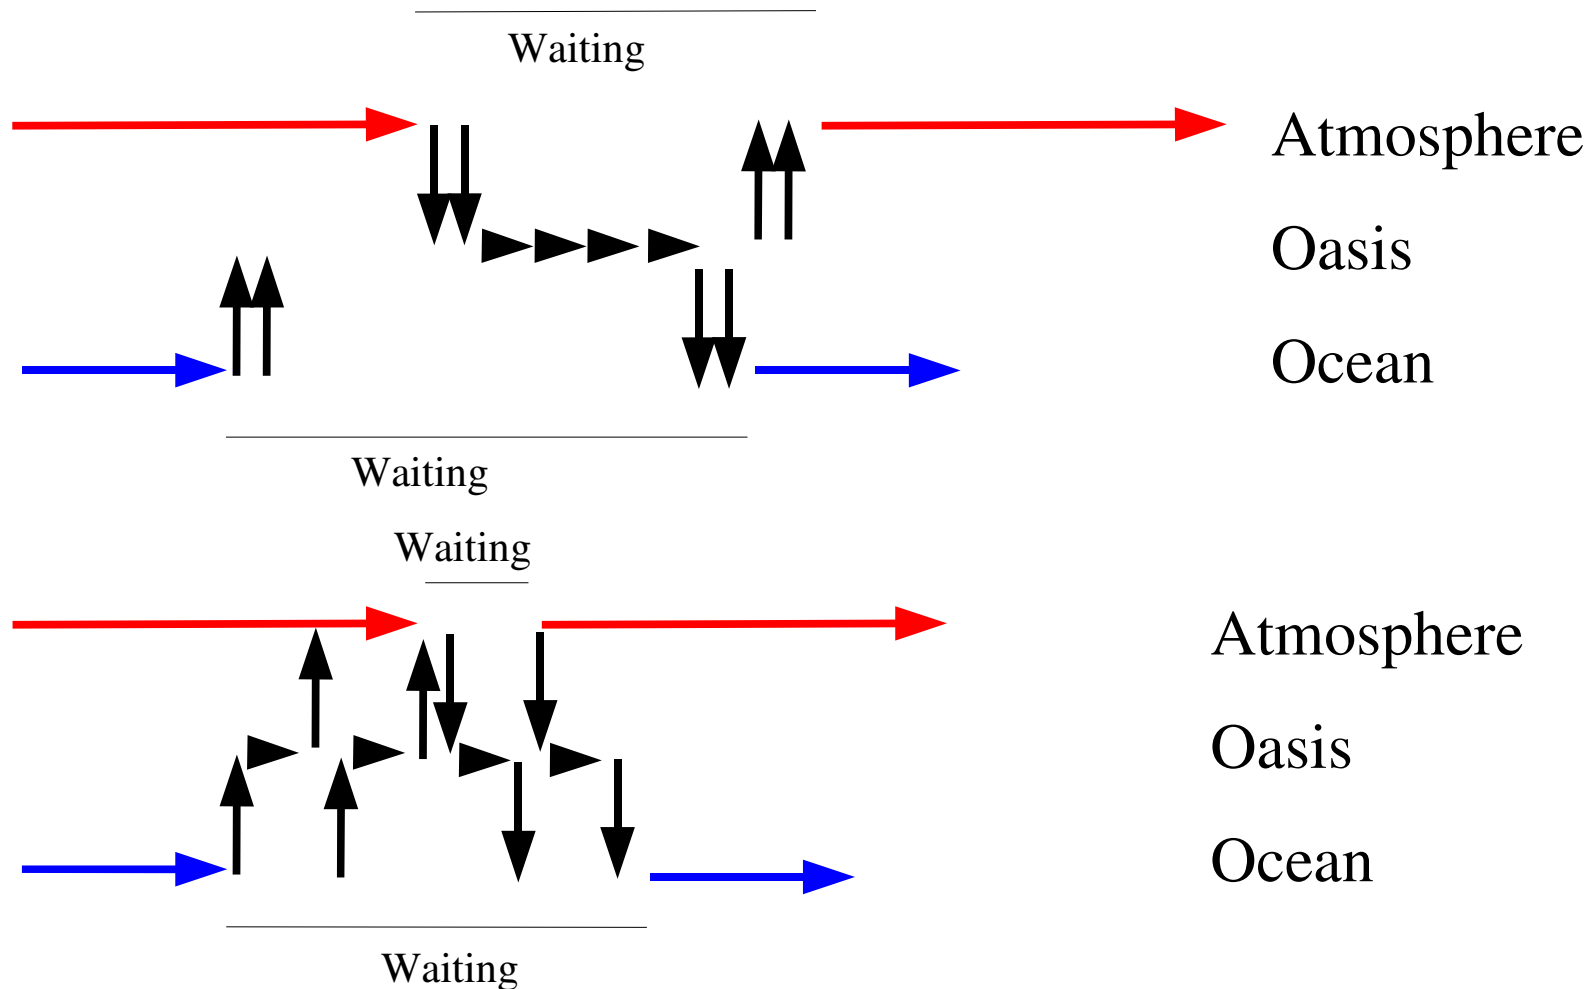 Waiting
Atmosphere
Oasis
Ocean
Waiting
Waiting
Atmosphere
Oasis
Ocean
Waiting